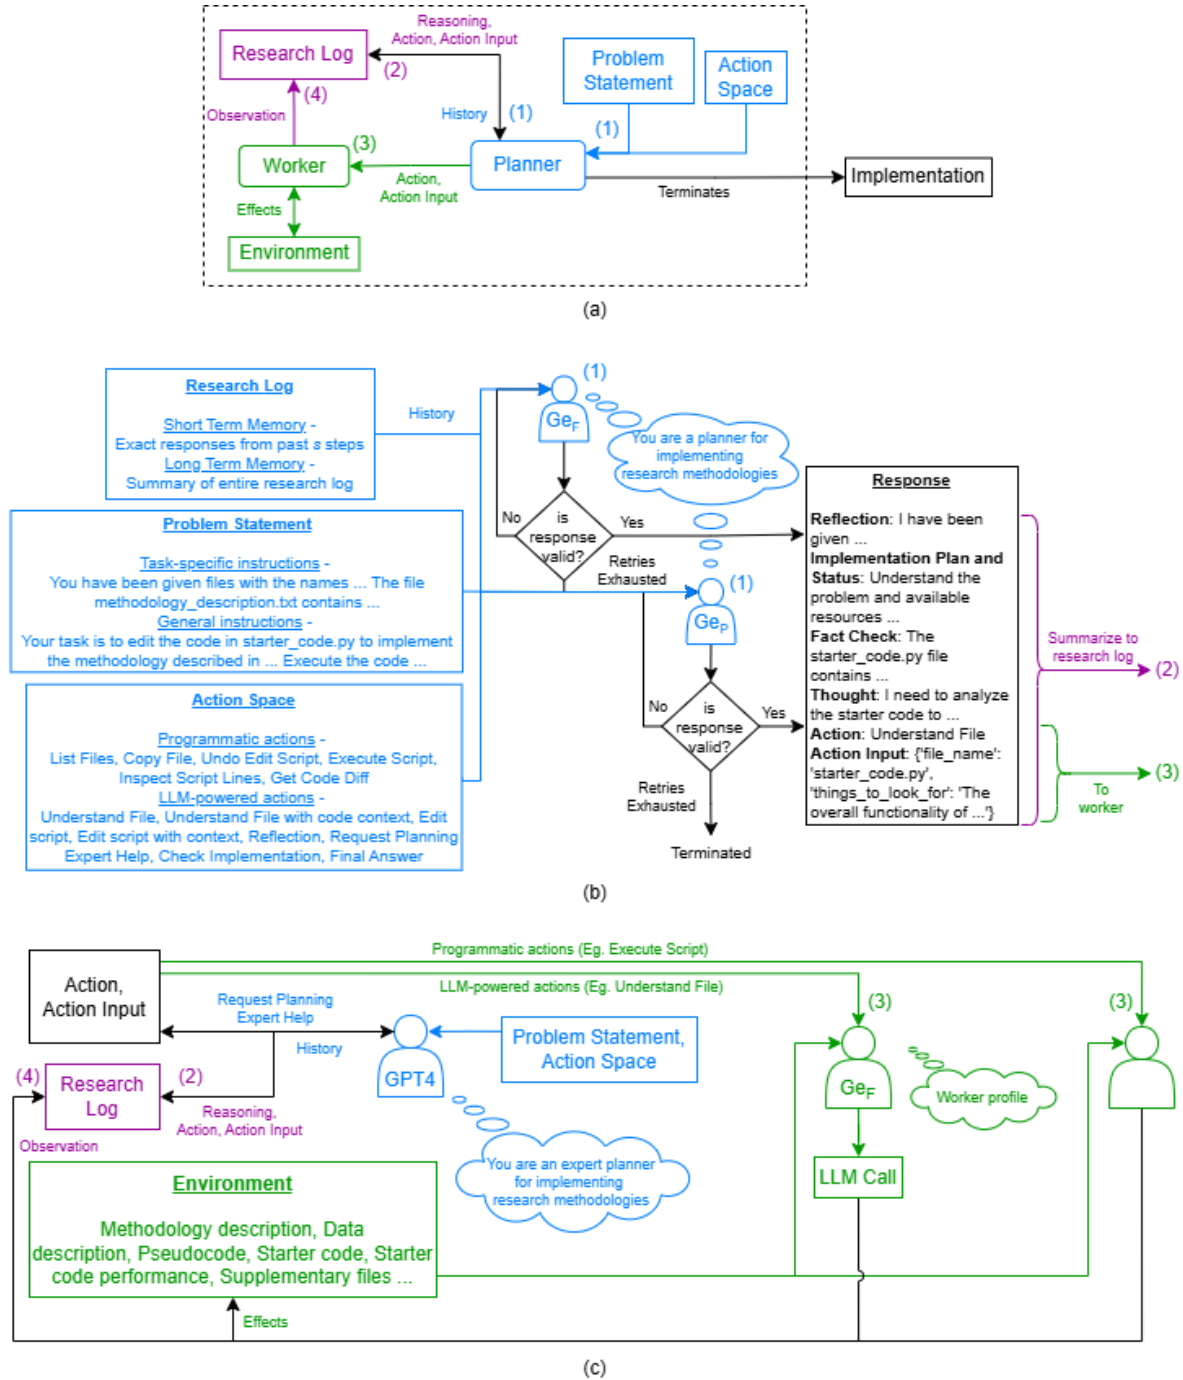 Reasoning,
Action, Action Input
Research Log
(2)
(4)
Observation
History
(1)
Problem
Statement
Action
Space
(1)
(3)
Worker
Action,
Action Input
Planner
Terminates
Implementation
Effects
Environment
(a)
Research Log
Short Term Memory -
Exact responses from past s steps
Long Term Memory -
Summary of entire research log
History
(1)
GeF
You are a planner for
implementing
research methodologies
Problem Statement
Task-specific instructions -
You have been given files with the names ... The file
methodology_description.txt contains ...
General instructions -
Your task is to edit the code in starter_code.py to implement
the methodology described in ... Execute the code ...
No
is
response
valid?
Yes
Retries
Exhausted
(1)
GeP
Action Space
Programmatic actions -
List Files, Copy File, Undo Edit Script, Execute Script,
Inspect Script Lines, Get Code Diff
LLM-powered actions -
Understand File, Understand File with code context, Edit
script, Edit script with context, Reflection, Request Planning
Expert Help, Check Implementation, Final Answer
No
is
response
valid?
Yes
Retries
Exhausted
Terminated
Response
Reflection: I have been
given ...
Implementation Plan and
Status: Understand the
problem and available
resources ...
Fact Check: The
starter_code.py file
contains ...
Thought: I need to analyze
the starter code to ...
Action: Understand File
Action Input: {'file_name':
'starter_code.py',
'things_to_look_for': 'The
overall functionality of ...'}
Summarize to
research log
(2)
To
worker
(3)
(b)
Action,
Action Input
Programmatic actions (Eg. Execute Script)
LLM-powered actions (Eg. Understand File)
Request Planning
Expert Help
History
GPT4
Problem Statement,
Action Space
(3)
GeF
Worker profile
(3)
(4)
Research
Log
(2)
Reasoning,
Action, Action Input
Observation
You are an expert planner
for implementing
research methodologies
LLM Call
Environment
Methodology description, Data
description, Pseudocode, Starter code, Starter
code performance, Supplementary files ...
Effects
(c)